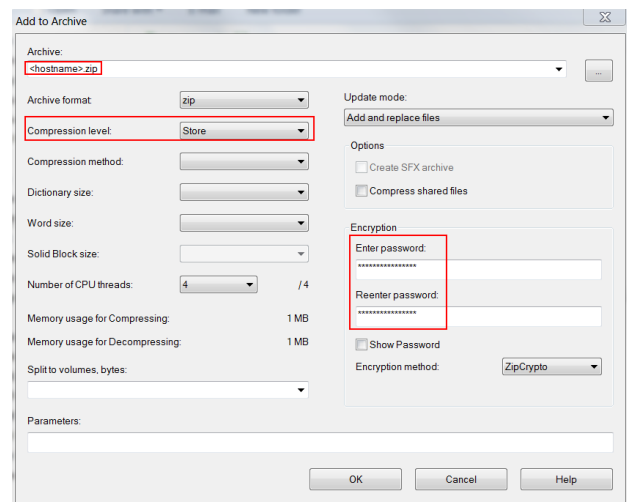 Add to Archive
Archive:
<hostname>.zip
...
Archive format:
zip
Compression level:
Store
Compression method:
Dictionary size:
Word size:
Solid Block size:
Number of CPU threads:
4
/ 4
Memory usage for Compressing:
1 MB
Memory usage for Decompressing:
1 MB
Split to volumes, bytes:
Update mode:
Add and replace files
Options
Create SFX archive
Compress shared files
Encryption
Enter password:
****************
Reenter password:
****************
Show Password
Encryption method:
ZipCrypto
Parameters:
OK
Cancel
Help